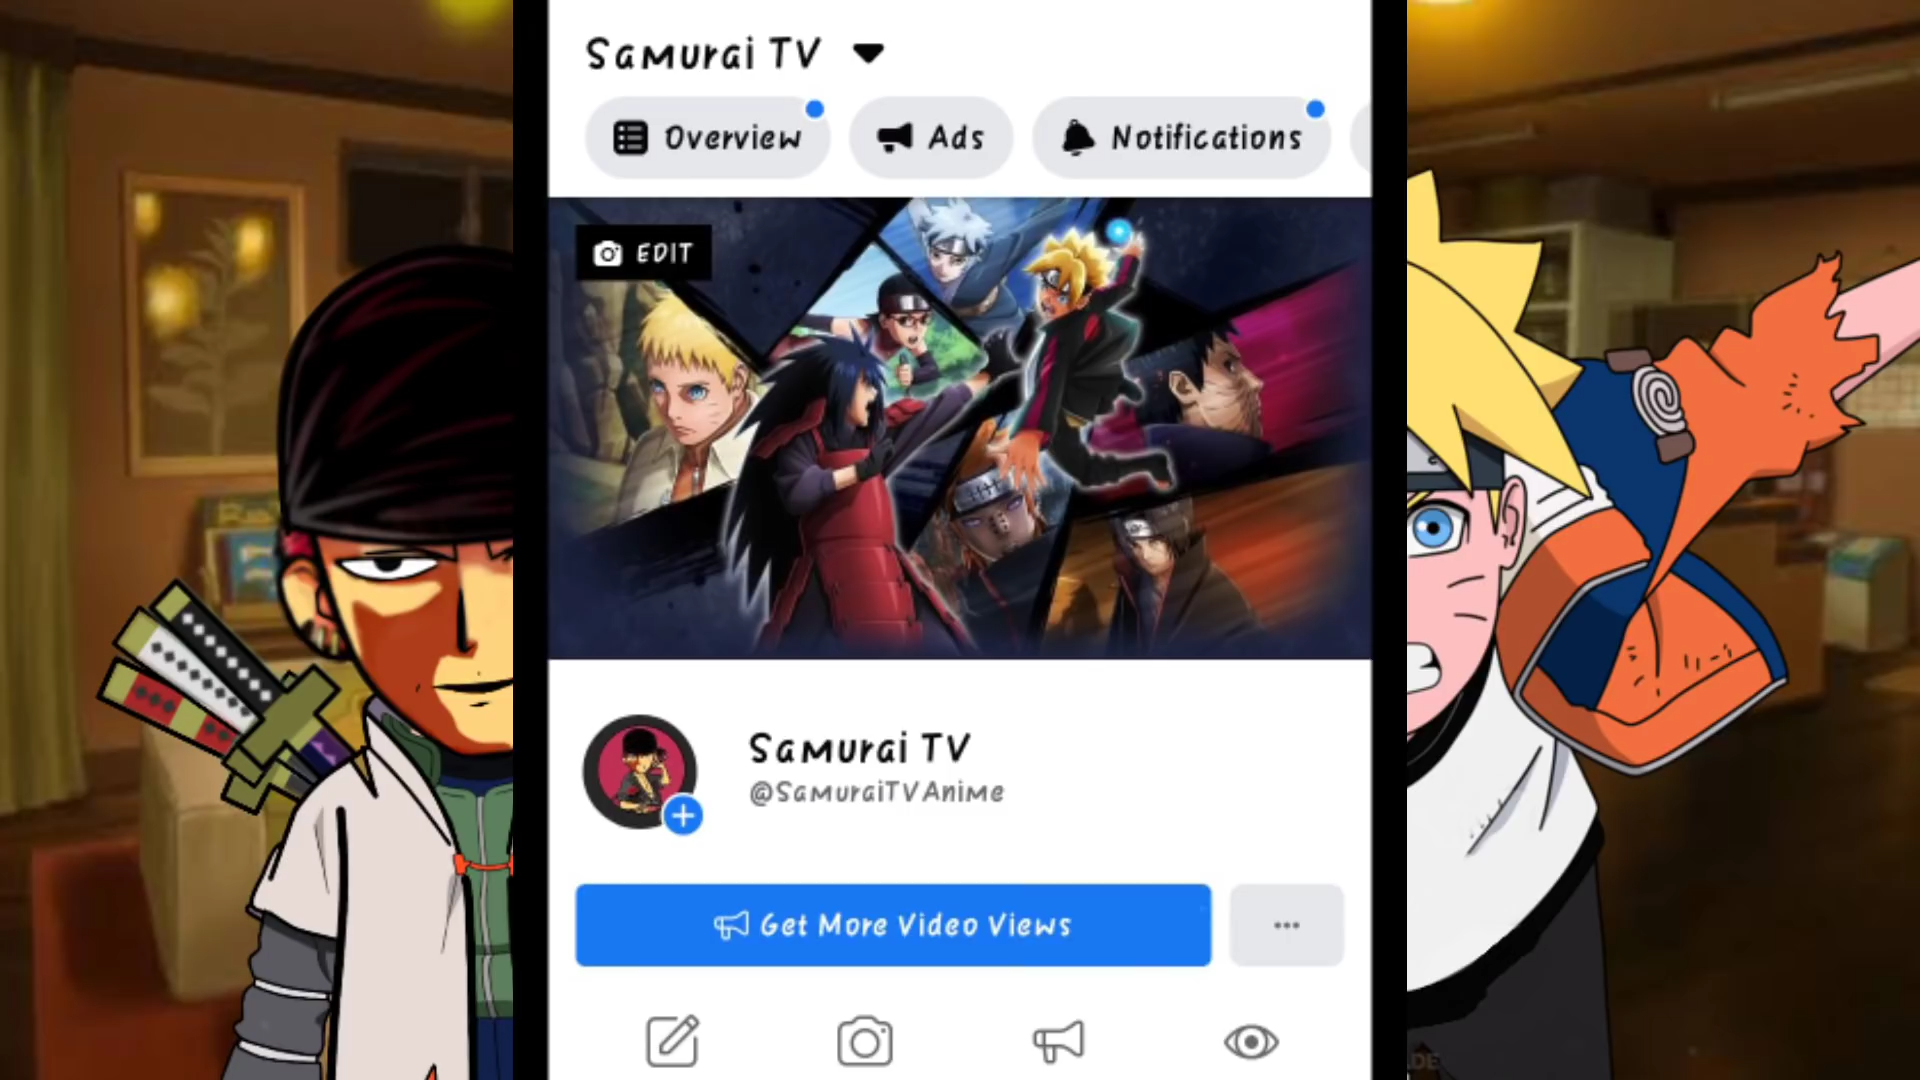 Samurai TV
Overview
Ads
Notifications
EDIT
Samurai TV
@SamuraiTVAnime
Get More Video Views